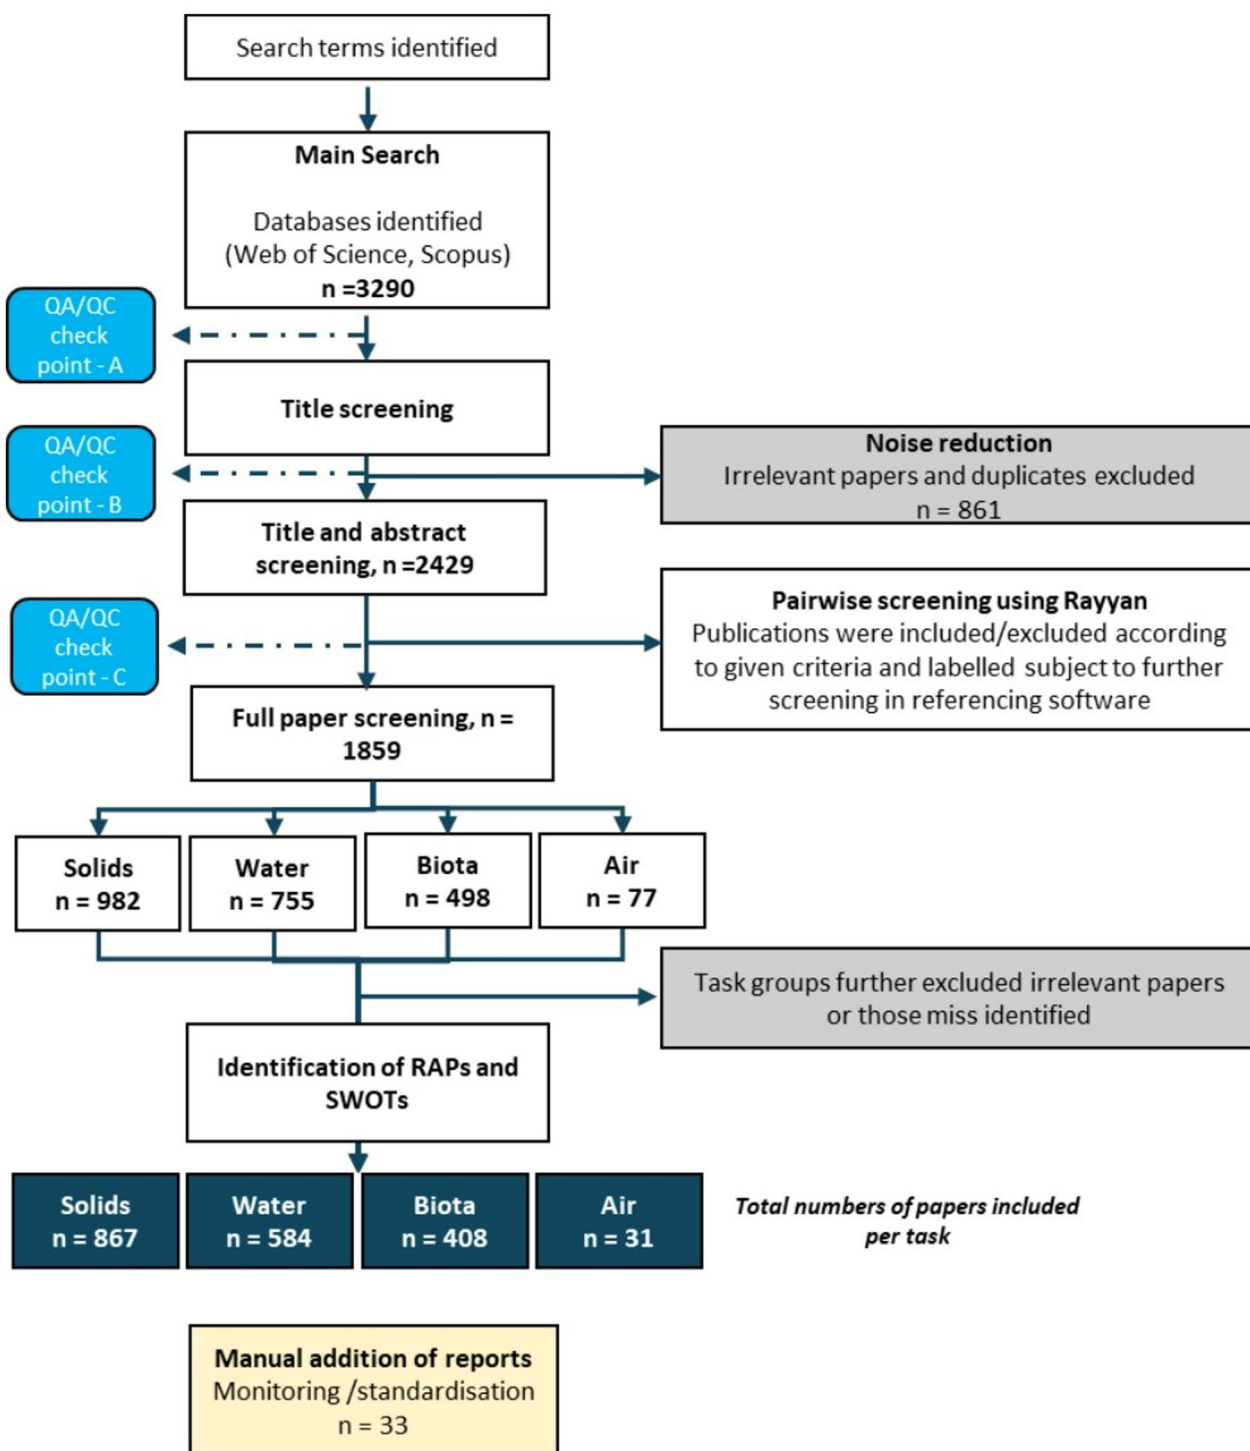 Search terms identified
Main Search
Databases identified
(Web of Science, Scopus)
n =3290
QA/QC
check
point - A
Title screening
QA/QC
check
point - B
Noise reduction
Irrelevant papers and duplicates excluded
n = 861
Title and abstract
screening, n =2429
Pairwise screening using Rayyan
Publications were included/excluded according
to given criteria and labelled subject to further
screening in referencing software
QA/QC
check
point - C
Full paper screening, n =
1859
Solids
n = 982
Water
n = 755
Biota
n = 498
Air
n = 77
Task groups further excluded irrelevant papers
or those miss identified
Identification of RAPs and
SWOTs
Solids
n = 867
Water
n = 584
Biota
n = 408
Air
n = 31
Total numbers of papers included
per task
Manual addition of reports
Monitoring /standardisation
n = 33